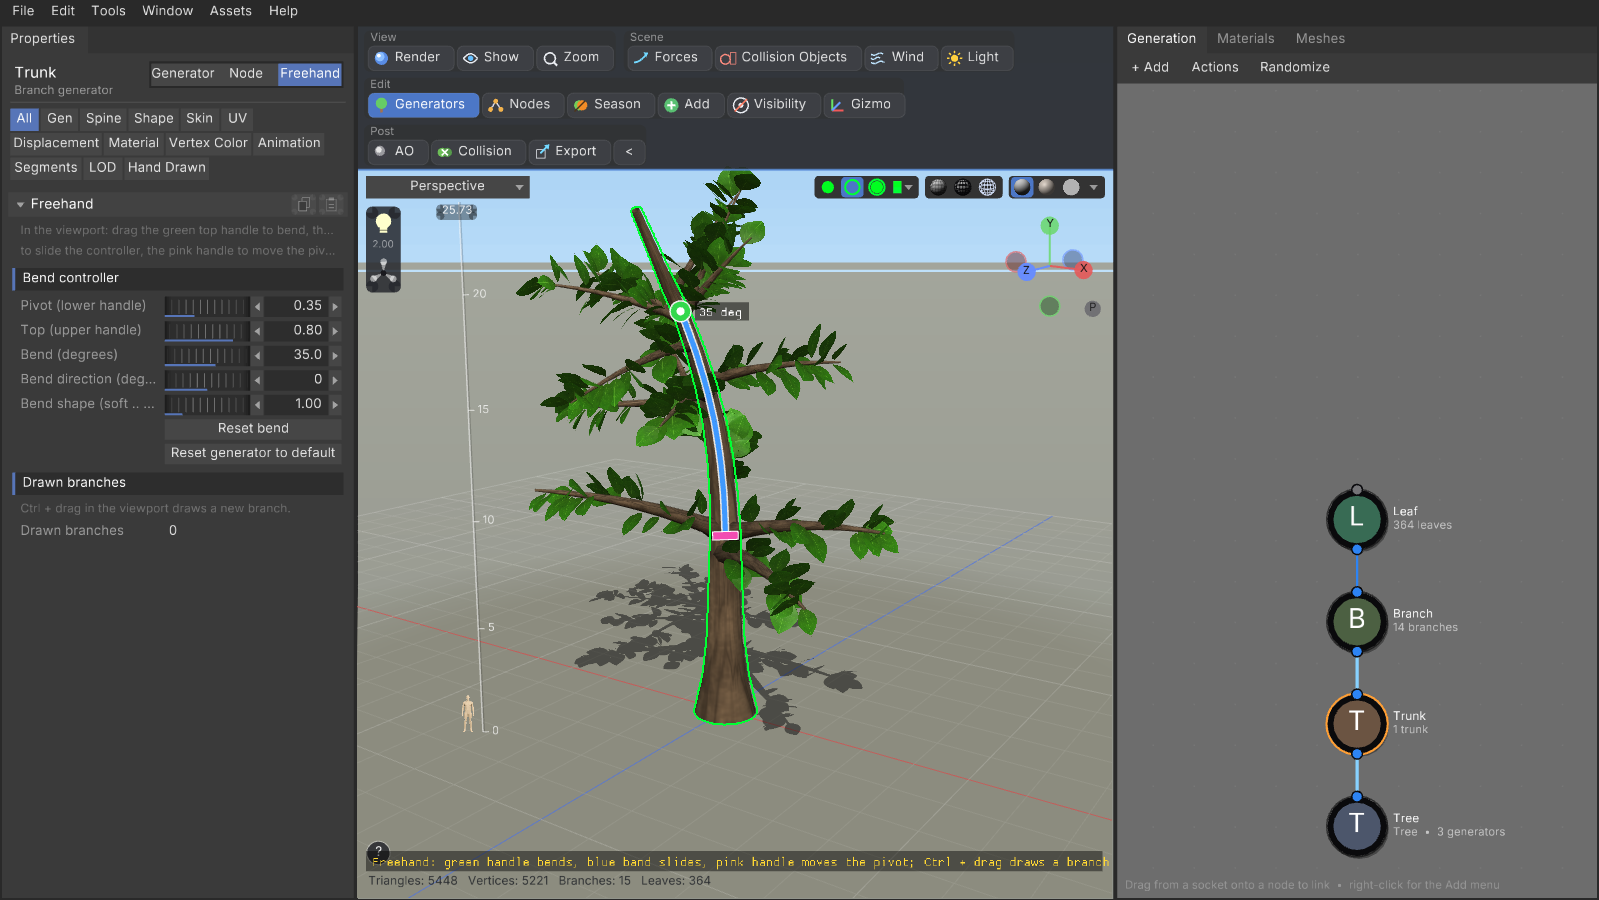 File Edit Tools Window Assets Help
Properties
Trunk
Branch generator
Generator Node Freehand
All Gen Spine Shape Skin UV
Displacement Material Vertex Color Animation
Segments LOD Hand Drawn
Freehand
In the viewport: drag the green top handle to bend, th...
to slide the controller, the pink handle to move the piv...
Bend controller
Pivot (lower handle) 0.35
Top (upper handle) 0.80
Bend (degrees) 35.0
Bend direction (deg... 0
Bend shape (soft .. ... 1.00
Reset bend
Reset generator to default
Drawn branches
Ctrl + drag in the viewport draws a new branch.
Drawn branches 0
View
Render Show Zoom
Scene
Forces Collision Objects Wind Light
Edit
Generators Nodes Season Add Visibility Gizmo
Post
AO Collision Export <
Perspective
2.00
25.73
20
15
10
5
0
35 deg
Y
Z
X
P
?
Freehand: green handle bends, blue band slides, pink handle moves the pivot; Ctrl + drag draws a branch
Triangles: 5448 Vertices: 5221 Branches: 15 Leaves: 364
Generation Materials Meshes
+ Add Actions Randomize
L
Leaf
364 leaves
B
Branch
14 branches
T
Trunk
1 trunk
T
Tree
Tree • 3 generators
Drag from a socket onto a node to link • right-click for the Add menu